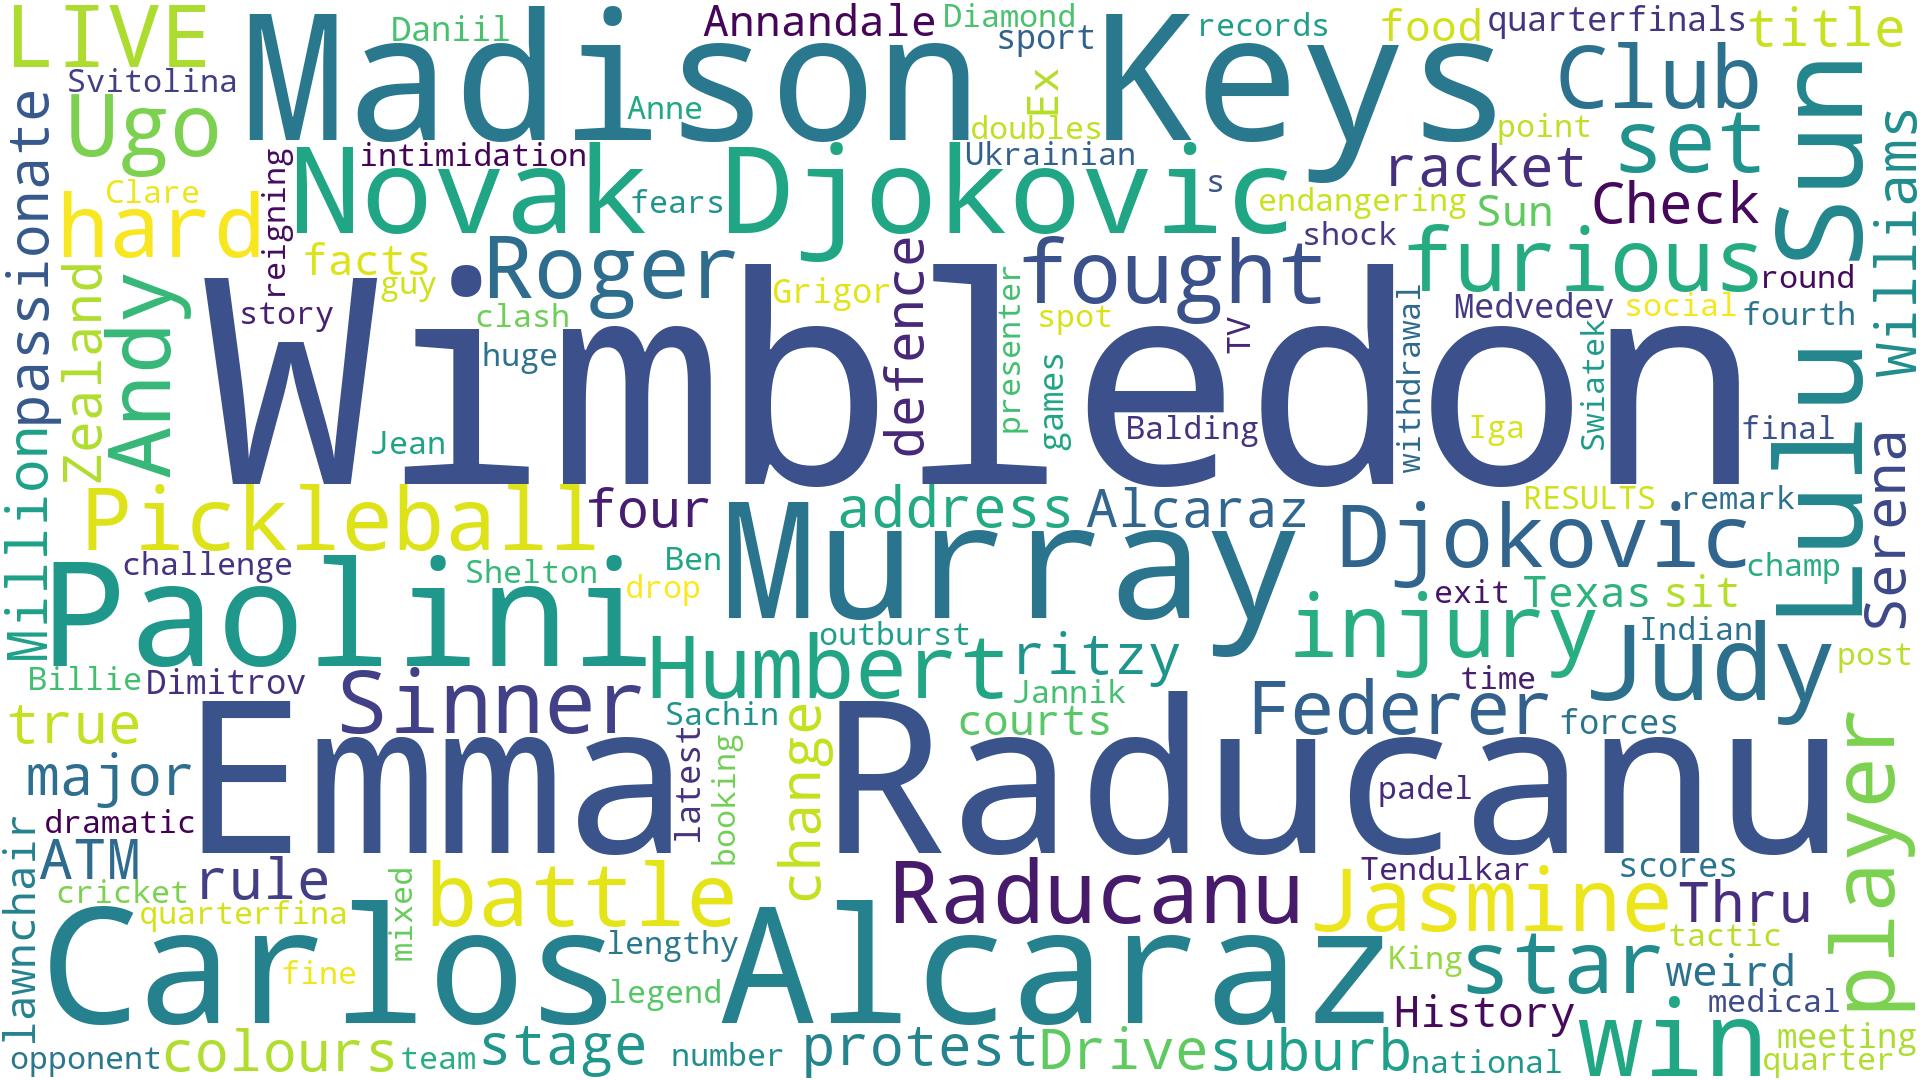 LIVE
Madison Keys
Daniil
Annandale
Diamond
sport
records
food
quarterfinals
title
Svitolina
Ugo
Anne
Ex
doubles
point
Club
set
Lulu Sun
Williams
passionate
Clare
hard
reigning
intimidation
Novak Djokovic
fears
Ukrainian
s
endangering
racket
Sun
Check
shock
furious
round
Zealand
Andy
facts
guy
story
Roger
clash
huge
Grigor
defence
presenter
fought
spot
games
TV
Medvedev
social
fourth
withdrawal
Swiatek
Wimbledon
Jean
Balding
Iga
final
Million
Pickleball
four
address
Alcaraz
RESULTS
remark
Serena
challenge
Shelton
Ben
drop
Murray
Djokovic
champ
Paolini
exit
Texas
sit
injury
Indian
Judy
post
outburst
Humbert
ritzy
Billie
Dimitrov
Sinner
Jannik
time
Sachin
courts
Federer
forces
true
major
Emma Raducanu
latest
booking
change
padel
player
dramatic
lawnchair
ATM
rule
cricket
quarterfina
mixed
battle
Raducanu
Tendulkar
scores
Jasmine
Thru
Carlos Alcaraz
fine
lengthy
legend
King
star
tactic
weird
History
medical
win
meeting
quarter
opponent
colours
team
stage
number
protest
Drive
suburb
national